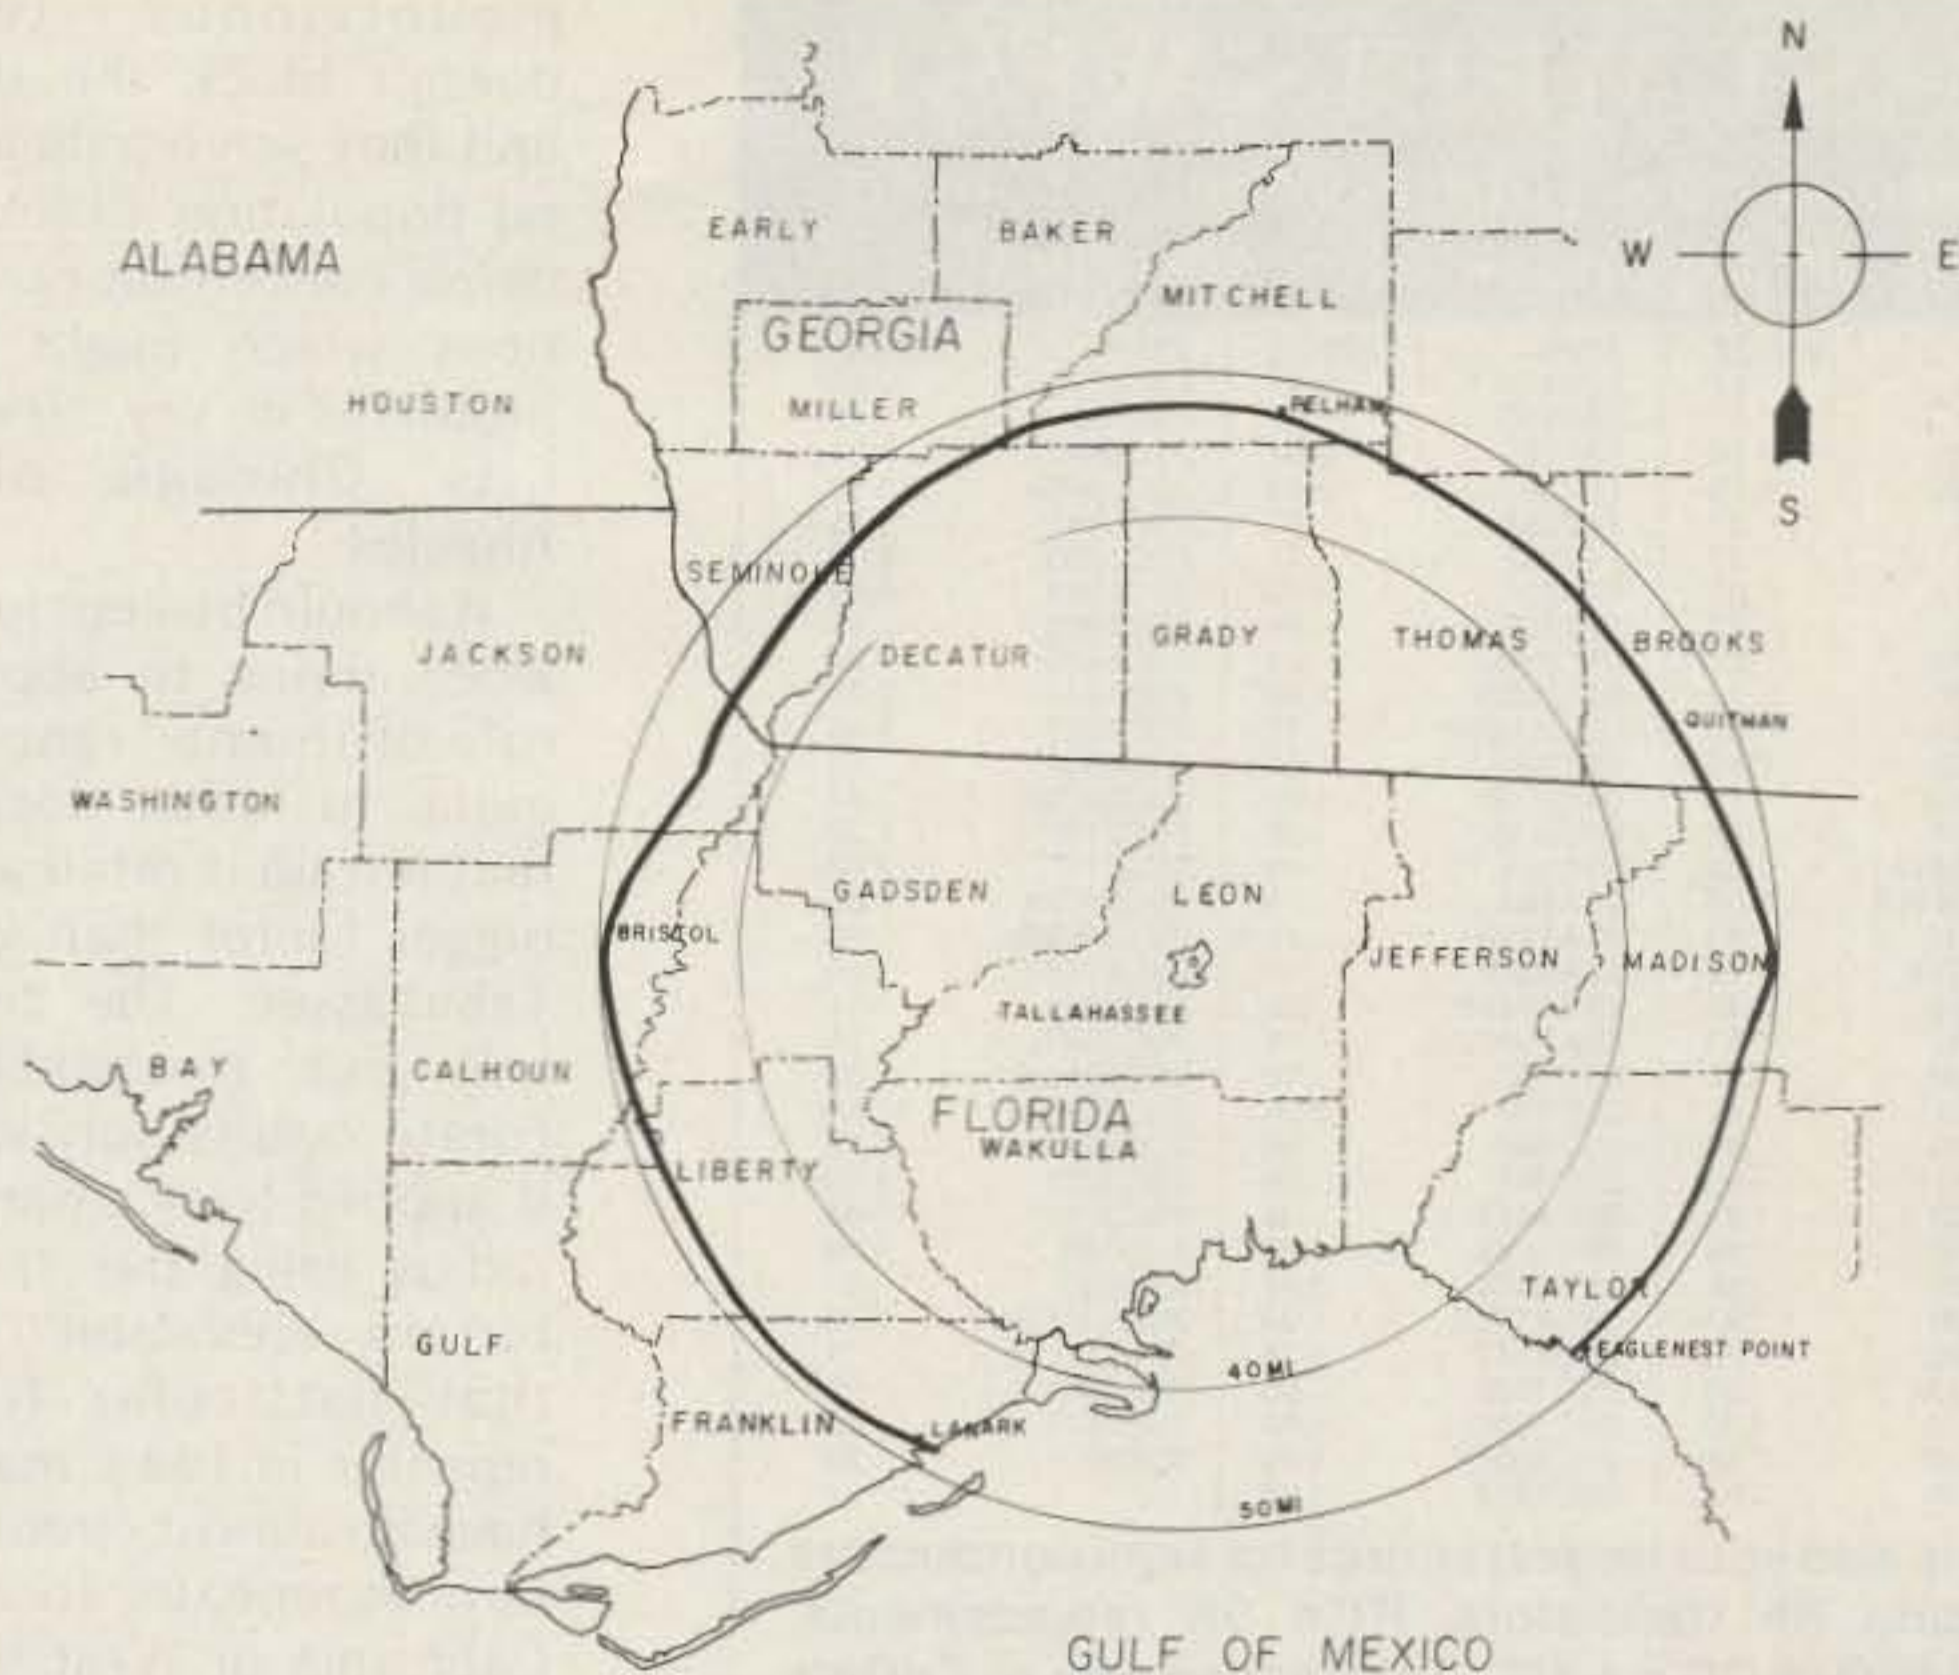 N
W
E
S
ALABAMA
EARLY
BAKER
MITCHELL
GEORGIA
HOUSTON
MILLER
PELHAM
SEMINOLE
JACKSON
DECATUR
GRADY
THOMAS
BROOKS
QUITMAN
WASHINGTON
GADSDEN
LEON
BRISTOL
JEFFERSON
MADISON
TALLAHASSEE
BAY
CALHOUN
FLORIDA
WAKULLA
LIBERTY
TAYLOR
GULF
EAGLENEST POINT
40 MI
FRANKLIN
LANARK
50 MI
GULF OF MEXICO